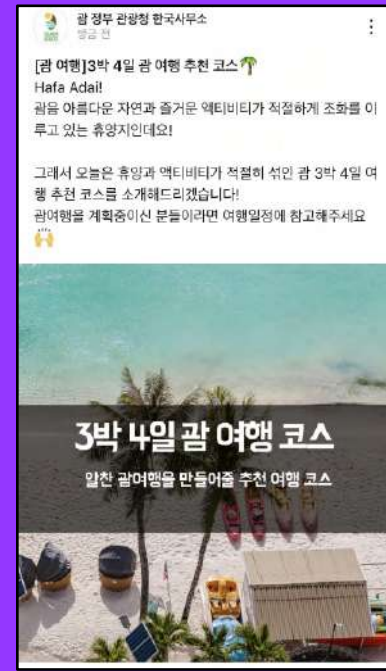 괌 정부 관광청 한국사무소
방금 전
[괌 여행]3박 4일 괌 여행 추천 코스
Hafa Adai!
괌음 아름다운 자연과 즐거운 액티비티가 적절하게 조화를 이
루고 있는 휴양지인데요!
그래서 오늘은 휴양과 액티비티가 적절히 섞인 괌 3박 4일 여
행 추천 코스를 소개해드리겠습니다!
괌여행을 계획중이신 분들이라면 여행일정에 참고해주세요
3박 4일 괌 여행 코스
알찬 괌여행을 만들어줄 추천 여행 코스